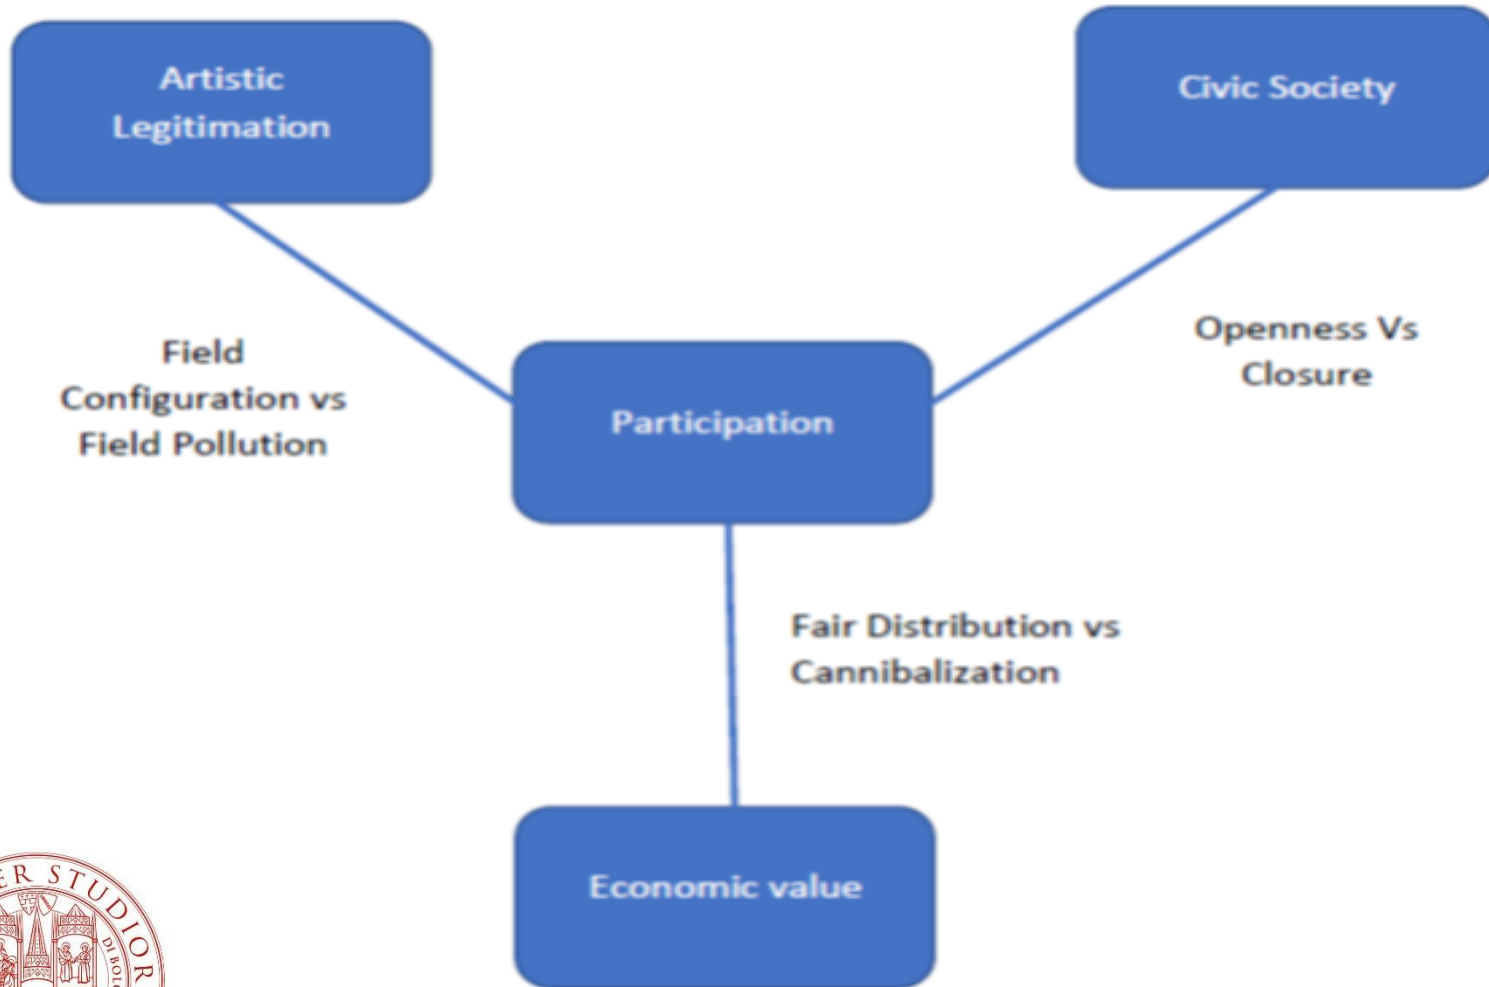 Artistic
Legitimation
Civic Society
Field
Configuration vs
Field Pollution
Openness Vs
Closure
Participation
Fair Distribution vs
Cannibalization
Economic value
STUDIOR